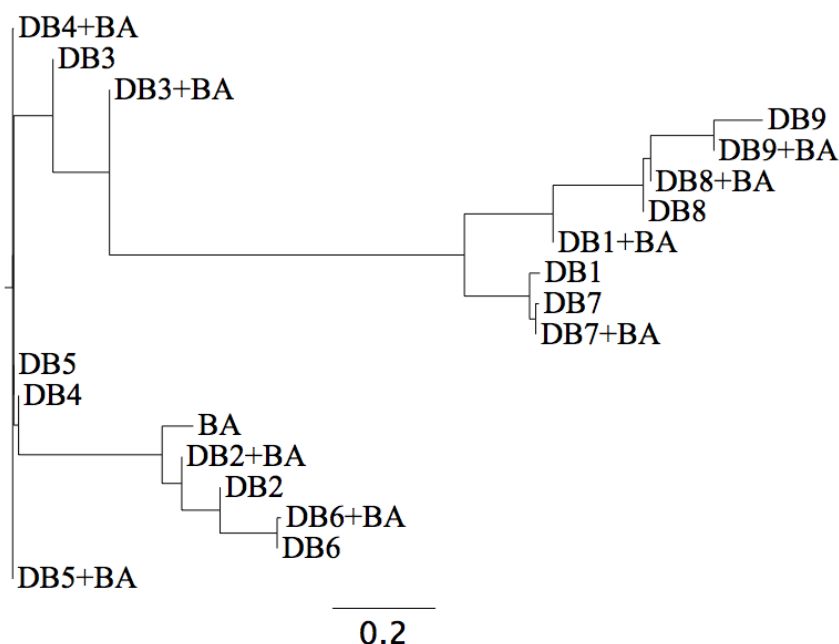 DB4+BA
DB3
DB3+BA
DB9
DB9+BA
DB8+BA
DB8
DB1+BA
DB1
DB7
DB7+BA
DB5
DB4
BA
DB2+BA
DB2
DB6+BA
DB6
DB5+BA
0.2